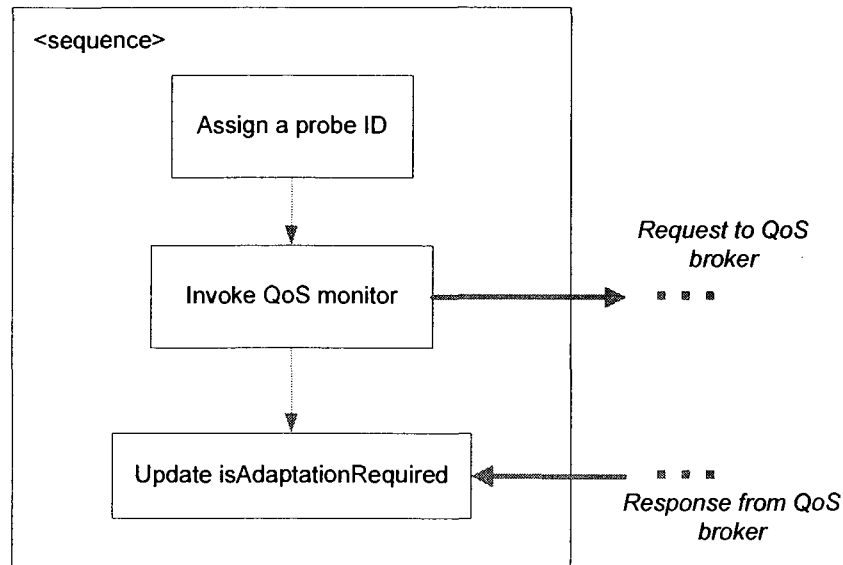 <sequence>
Assign a probe ID
Request to QoS
broker
Invoke QoS monitor
Update isAdaptationRequired
Response from QoS
broker